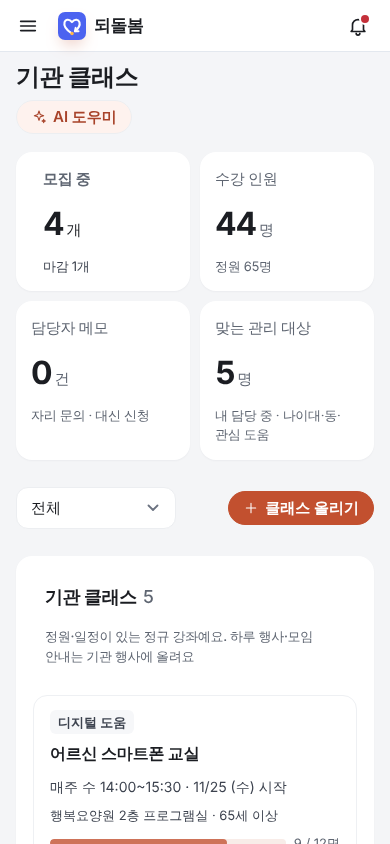 되돌봄
기관 클래스
AI 도우미
모집 중
4개
마감 1개
수강 인원
44명
정원 65명
담당자 메모
0건
자리 문의 · 대신 신청
맞는 관리 대상
5명
내 담당 중 · 나이대·동·
관심 도움
전체
+ 클래스 올리기
기관 클래스 5
정원·일정이 있는 정규 강좌예요. 하루 행사·모임
안내는 기관 행사에 올려요
디지털 도움
어르신 스마트폰 교실
매주 수 14:00~15:30 · 11/25 (수) 시작
행복요양원 2층 프로그램실 · 65세 이상
9 / 12명